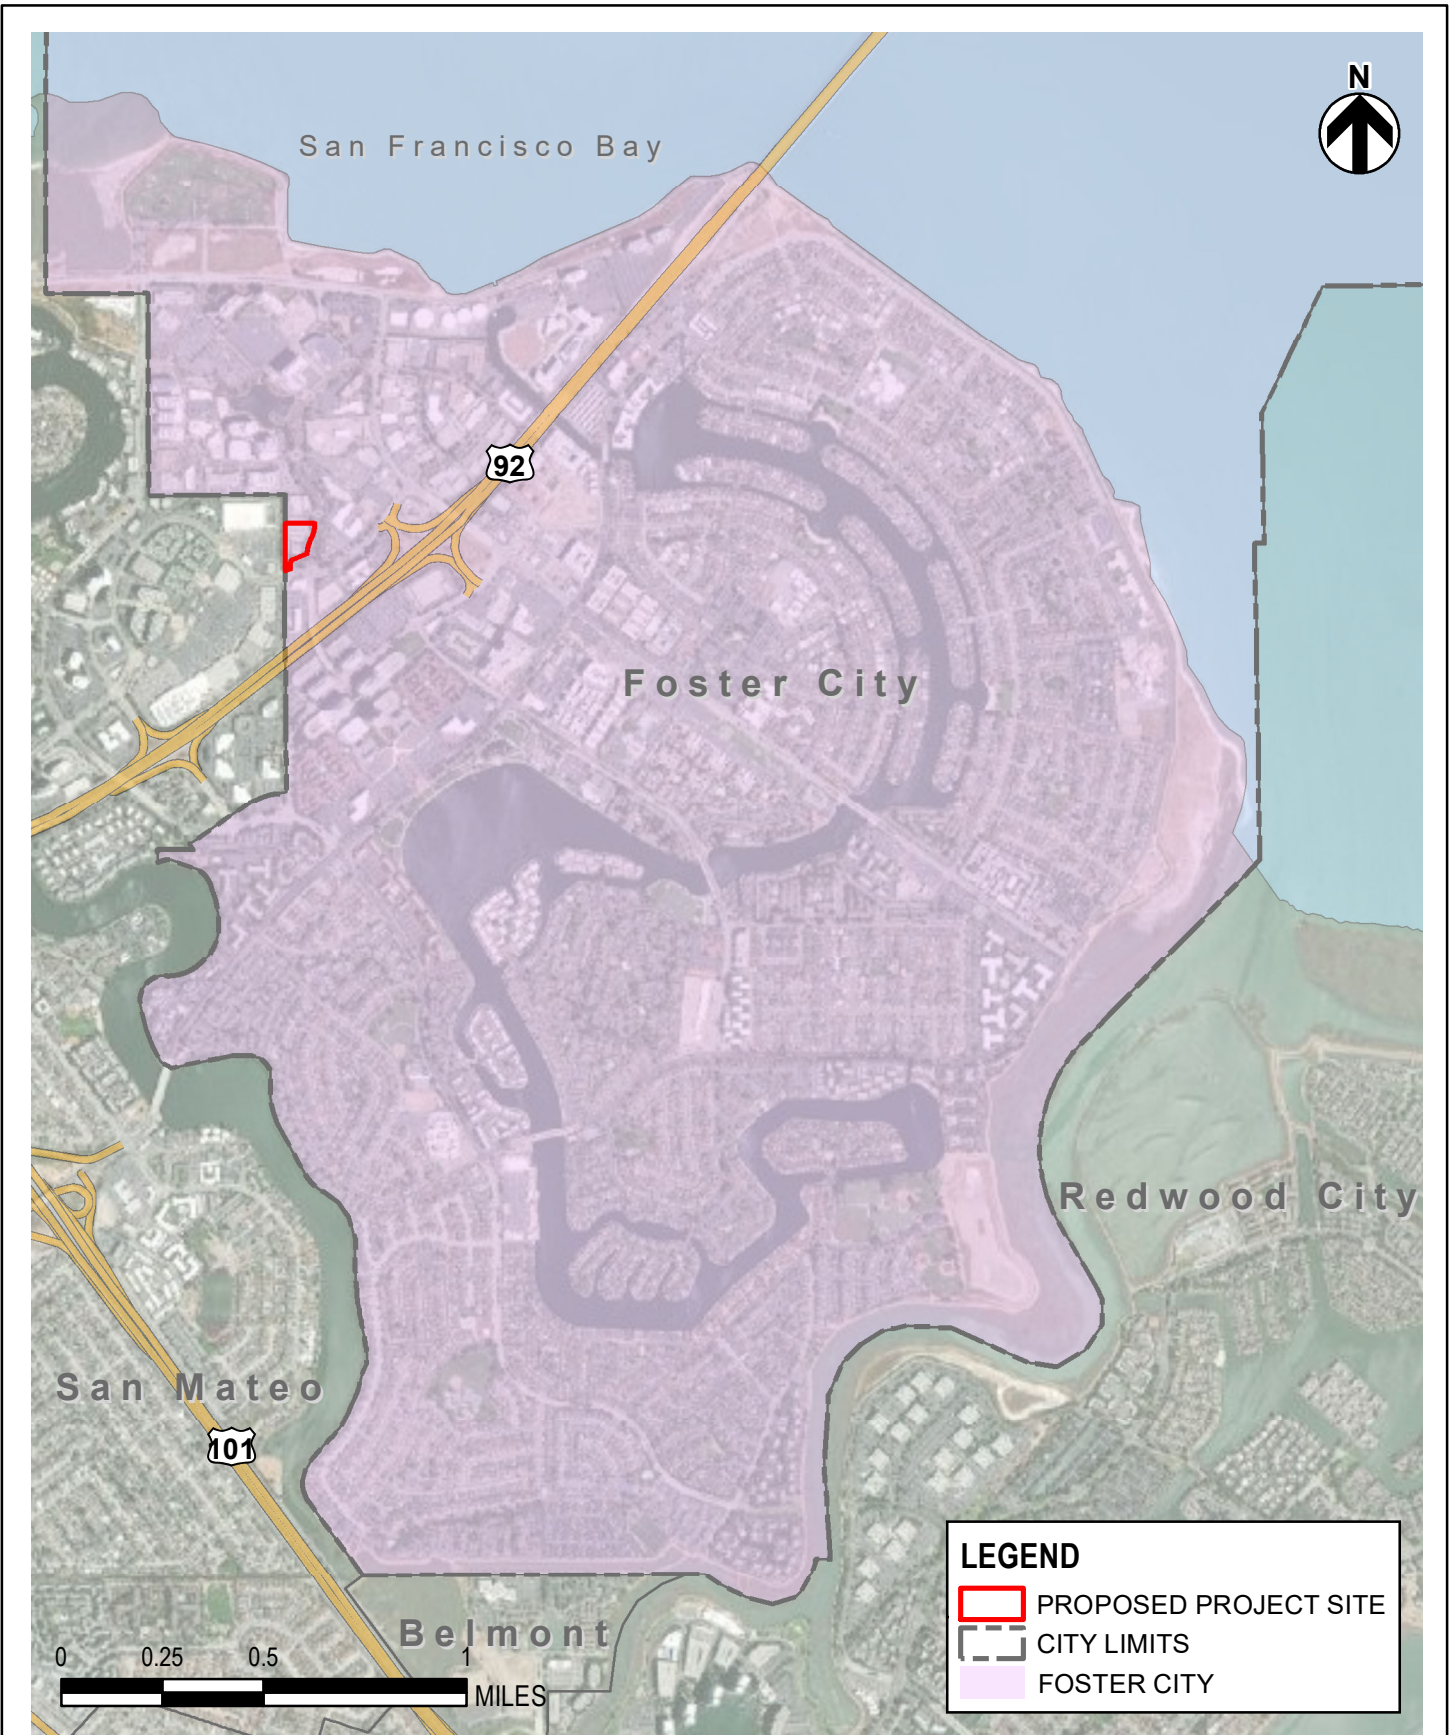 N
San Francisco Bay
92
Foster City
Redwood City
San Mateo
101
Belmont
0 0.25 0.5 1
MILES
LEGEND
PROPOSED PROJECT SITE
CITY LIMITS
FOSTER CITY